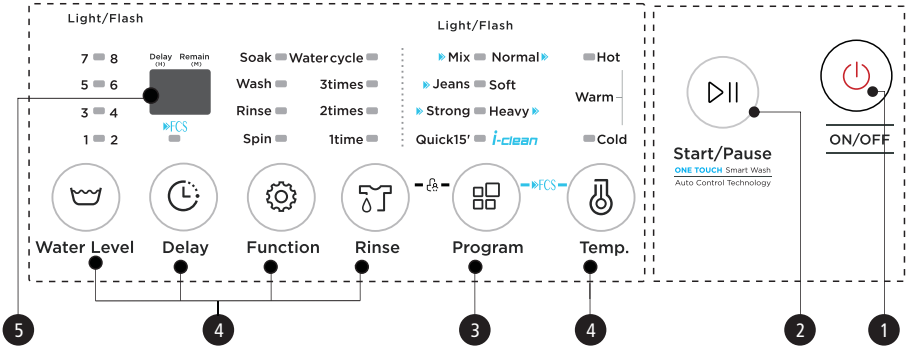 Light/Flash
Light/Flash
7 8
Delay (H)
Remain (M)
Soak
Water cycle
Mix
Normal
Hot
5 6
Wash
3times
Jeans
Soft
Warm
3 4
FCS
Rinse
2times
Strong
Heavy
1 2
Spin
1time
Quick15'
i-clean
Cold
FCS
Water Level
Delay
Function
Rinse
Program
Temp.
Start/Pause
ONE TOUCH Smart Wash
Auto Control Technology
ON/OFF
5
4
3
4
2
1